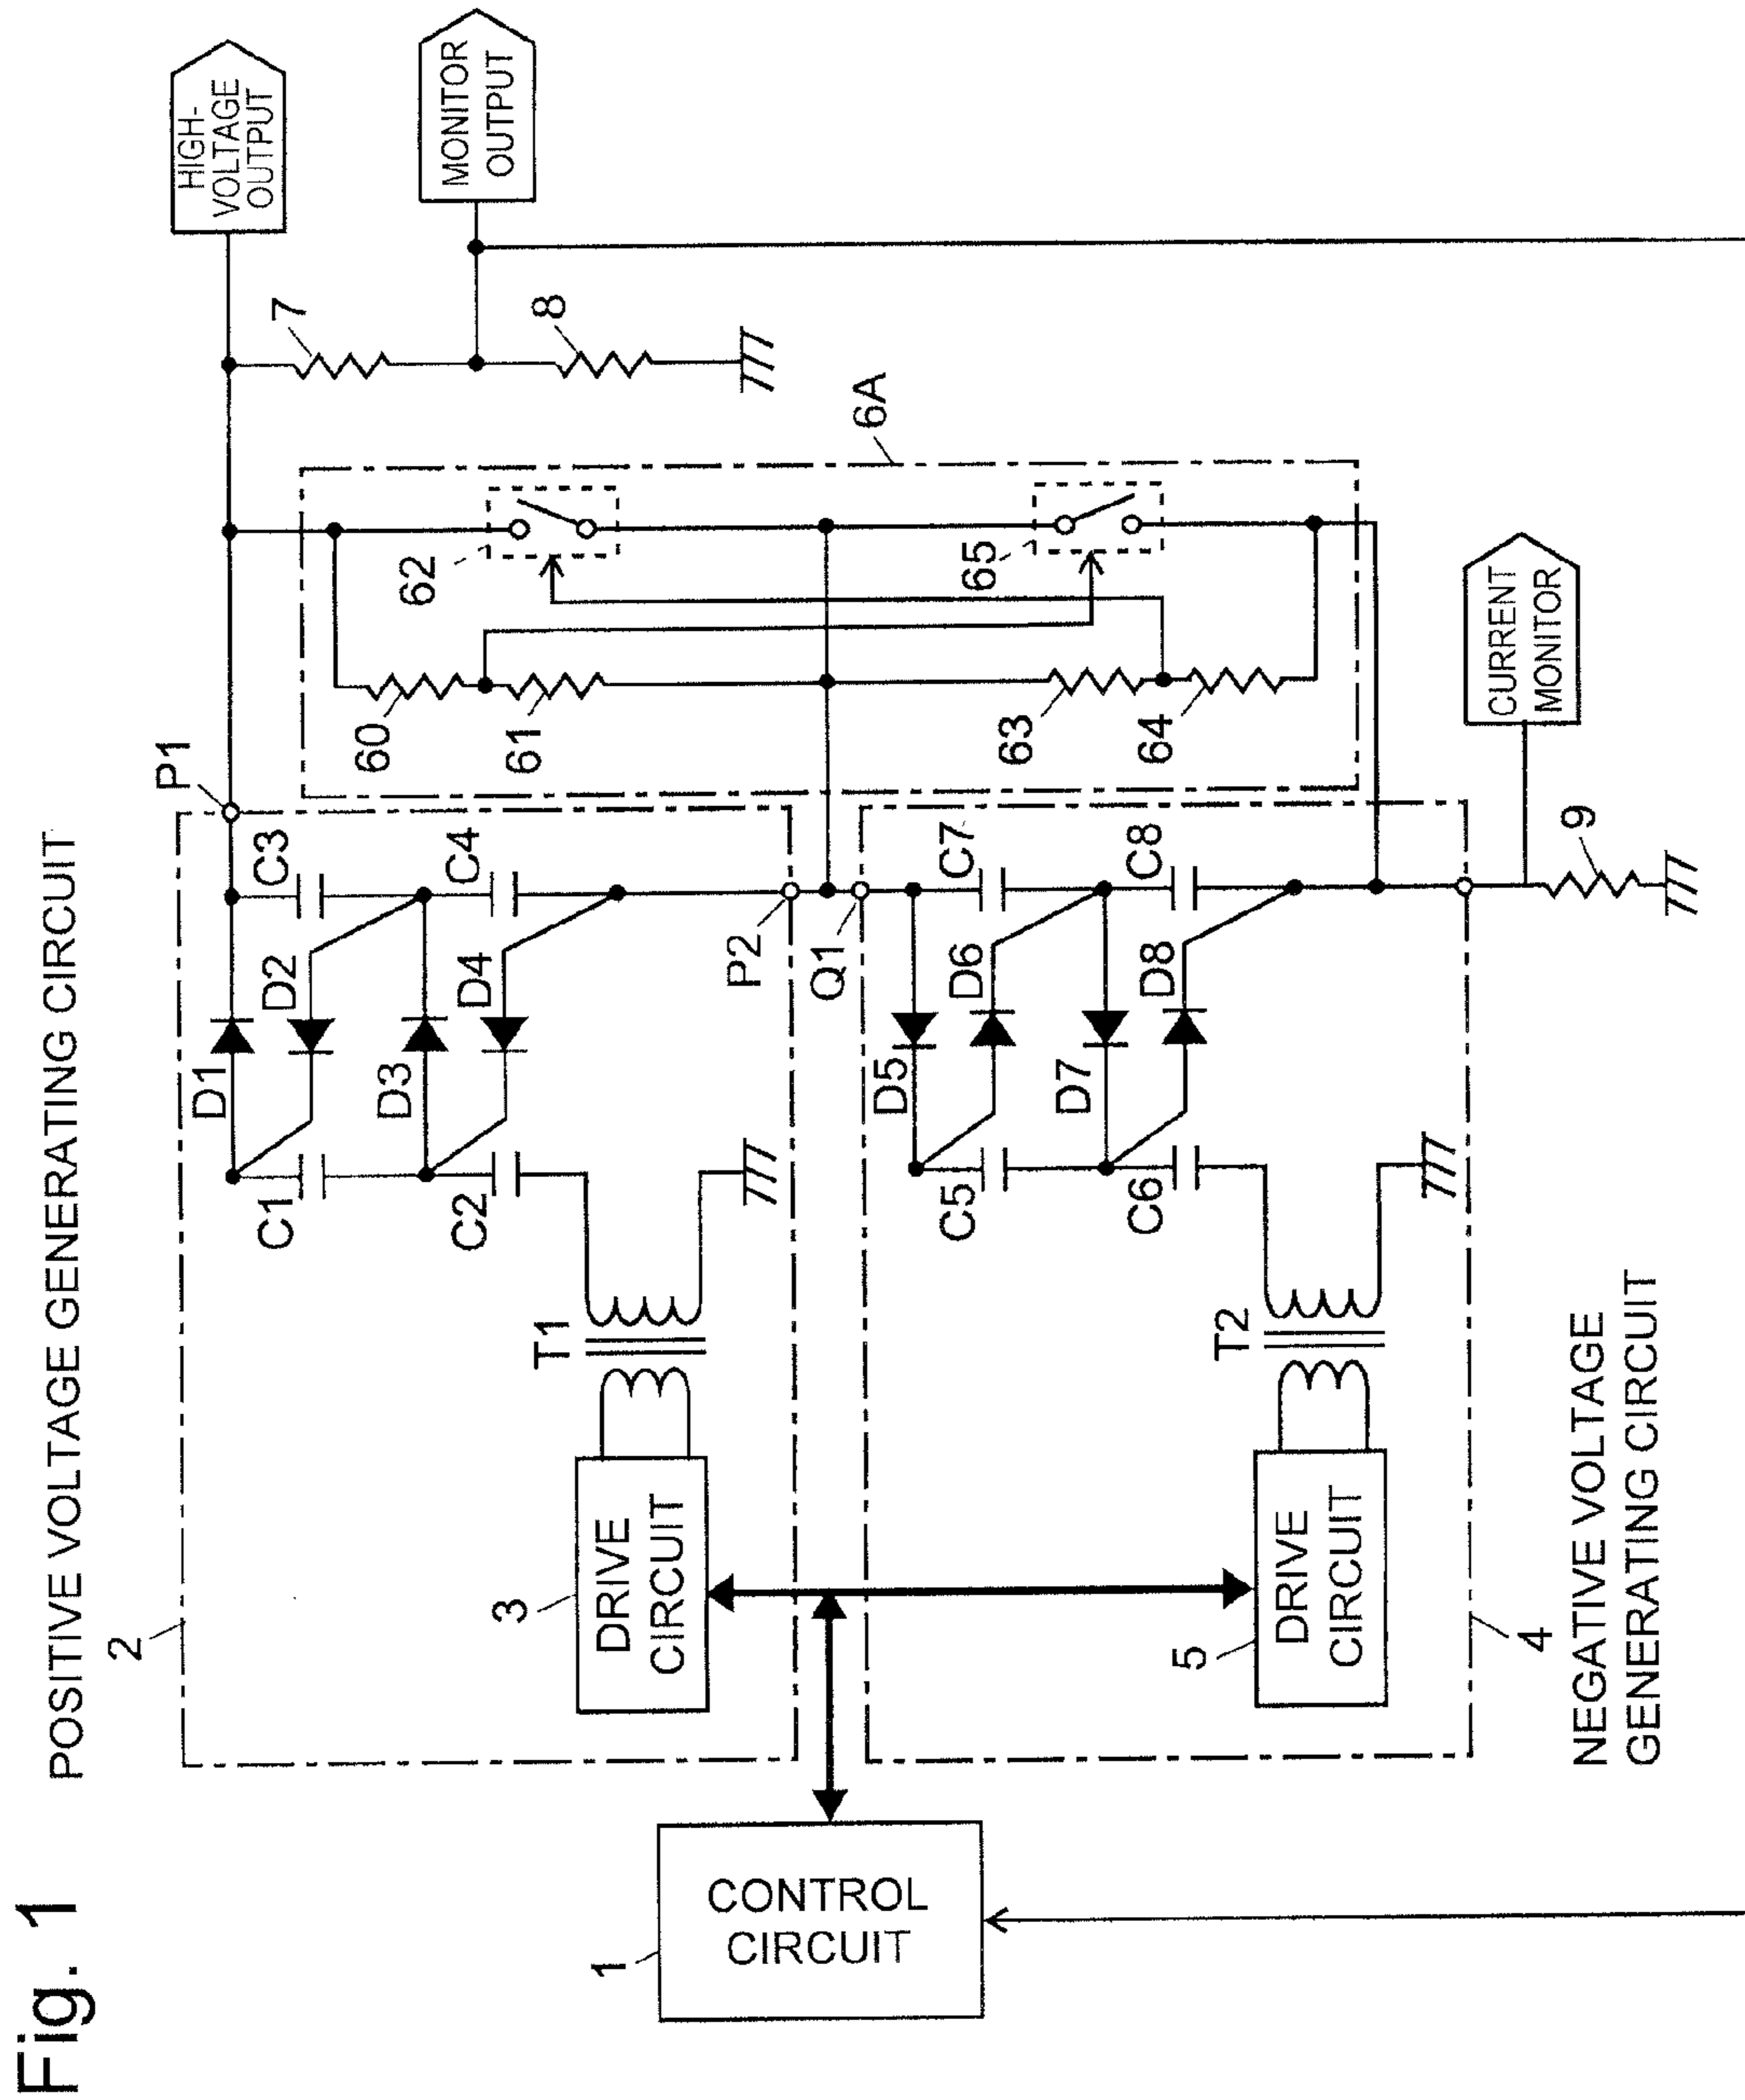 Fig. 1
POSITIVE VOLTAGE GENERATING CIRCUIT
2
P1
HIGH-
VOLTAGE
OUTPUT
MONITOR
OUTPUT
7
8
D1
C3
D2
C1
D3
C4
D4
C2
T1
3
DRIVE
CIRCUIT
60
61
62
6A
P2
Q1
1
CONTROL
CIRCUIT
D5
C7
D6
C5
D7
C8
D8
C6
T2
5
DRIVE
CIRCUIT
63
64
65
4
CURRENT
MONITOR
9
NEGATIVE VOLTAGE
GENERATING CIRCUIT